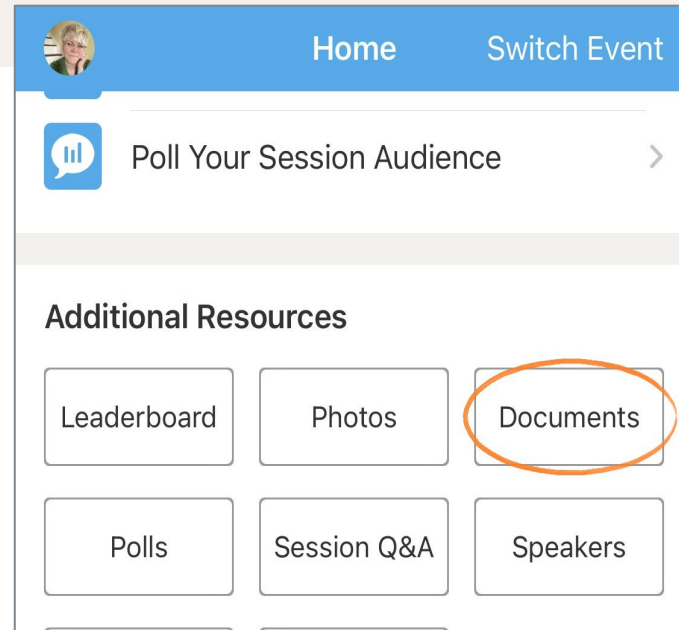 Home Switch Event
Poll Your Session Audience
Additional Resources
Leaderboard Photos Documents
Polls Session Q&A Speakers